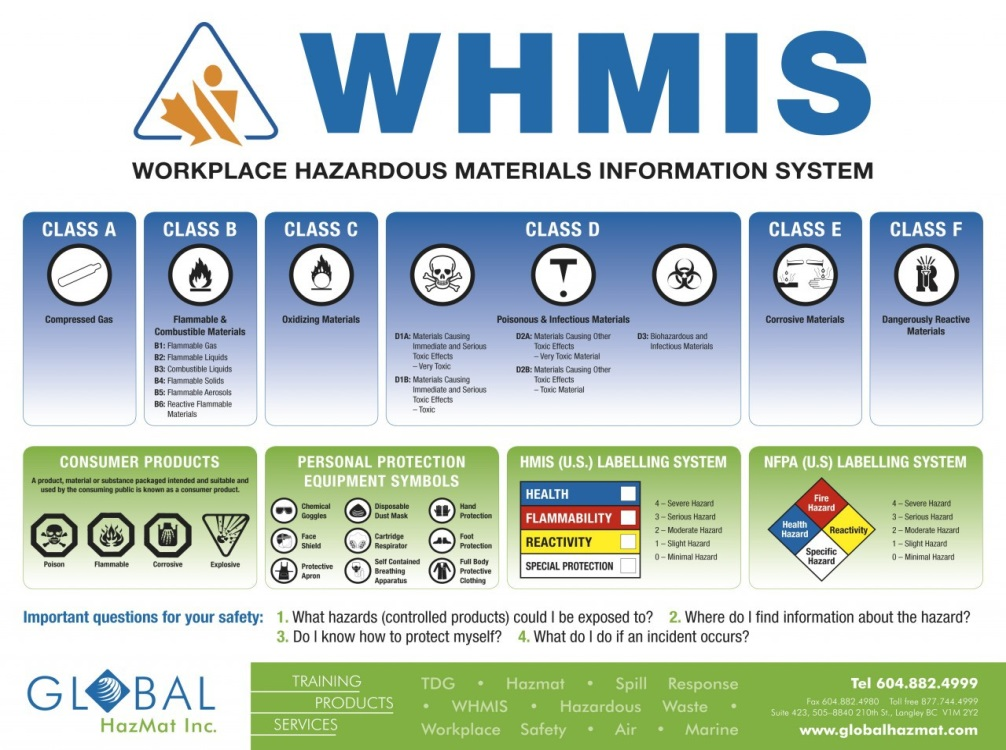 WHMIS
WORKPLACE HAZARDOUS MATERIALS INFORMATION SYSTEM
CLASS A
Compressed Gas
CLASS B
Flammable &
Combustible Materials
B1: Flammable Gas
B2: Flammable Liquids
B3: Combustible Liquids
B4: Flammable Solids
B5: Flammable Aerosols
B6: Reactive Flammable
Materials
CLASS C
Oxidizing Materials
CLASS D
Poisonous & Infectious Materials
D1A: Materials Causing
Immediate and Serious
Toxic Effects
– Very Toxic
D1B: Materials Causing
Immediate and Serious
Toxic Effects
– Toxic
D2A: Materials Causing Other
Toxic Effects
– Very Toxic Material
D2B: Materials Causing Other
Toxic Effects
– Toxic Material
D3: Biohazardous and
Infectious Materials
CLASS E
Corrosive Materials
CLASS F
Dangerously Reactive
Materials
CONSUMER PRODUCTS
A product, material or substance packaged intended and suitable and
used by the consuming public is known as a consumer product.
Poison
Flammable
Corrosive
Explosive
PERSONAL PROTECTION
EQUIPMENT SYMBOLS
Chemical
Goggles
Disposable
Dust Mask
Hand
Protection
Face
Shield
Cartridge
Respirator
Foot
Protection
Protective
Apron
Self Contained
Breathing
Apparatus
Full Body
Protective
Clothing
HMIS (U.S.) LABELLING SYSTEM
HEALTH
FLAMMABILITY
REACTIVITY
SPECIAL PROTECTION
4 – Severe Hazard
3 – Serious Hazard
2 – Moderate Hazard
1 – Slight Hazard
0 – Minimal Hazard
NFPA (U.S) LABELLING SYSTEM
Fire
Hazard
Health
Hazard
Reactivity
Specific
Hazard
4 – Severe Hazard
3 – Serious Hazard
2 – Moderate Hazard
1 – Slight Hazard
0 – Minimal Hazard
Important questions for your safety: 1. What hazards (controlled products) could I be exposed to? 2. Where do I find information about the hazard?
3. Do I know how to protect myself? 4. What do I do if an incident occurs?
GLOBAL
HazMat Inc.
TRAINING
PRODUCTS
SERVICES
TDG • Hazmat • Spill Response
• WHMIS • Hazardous Waste •
Workplace Safety • Air • Marine
Tel 604.882.4999
Fax 604.882.4980 Toll free 877.744.4999
Suite 423, 505–8840 210th St., Langley BC V1M 2Y2
www.globalhazmat.com